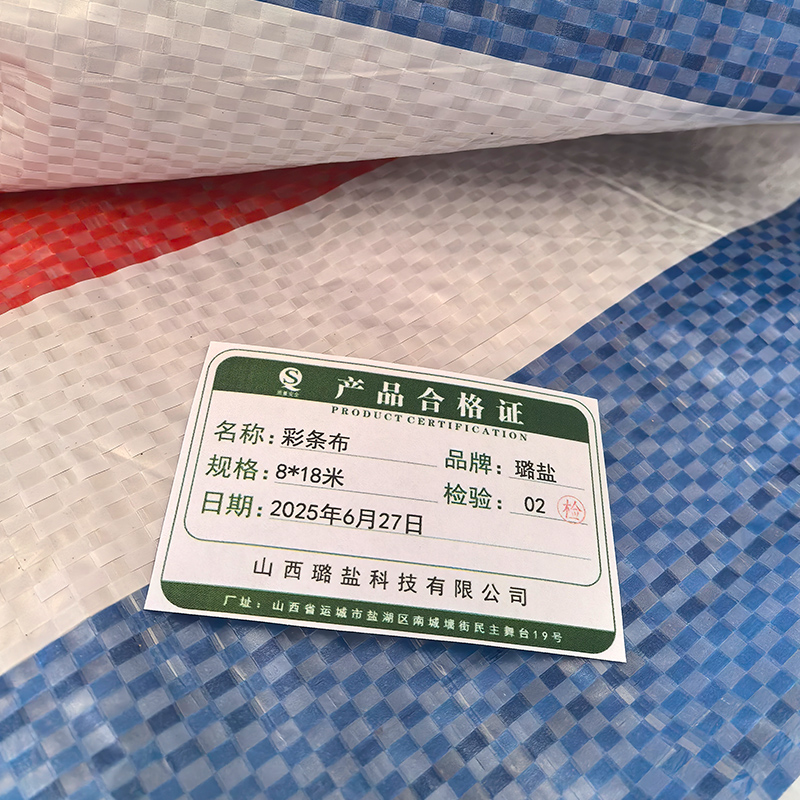 产品合格证
PRODUCT CERTIFICATION
名称：彩条布
品牌：璐盐
规格：8*18米
检验：02 检
日期：2025年6月27日
山西璐盐科技有限公司
厂址：山西省运城市盐湖区南城墙街民主舞台19号